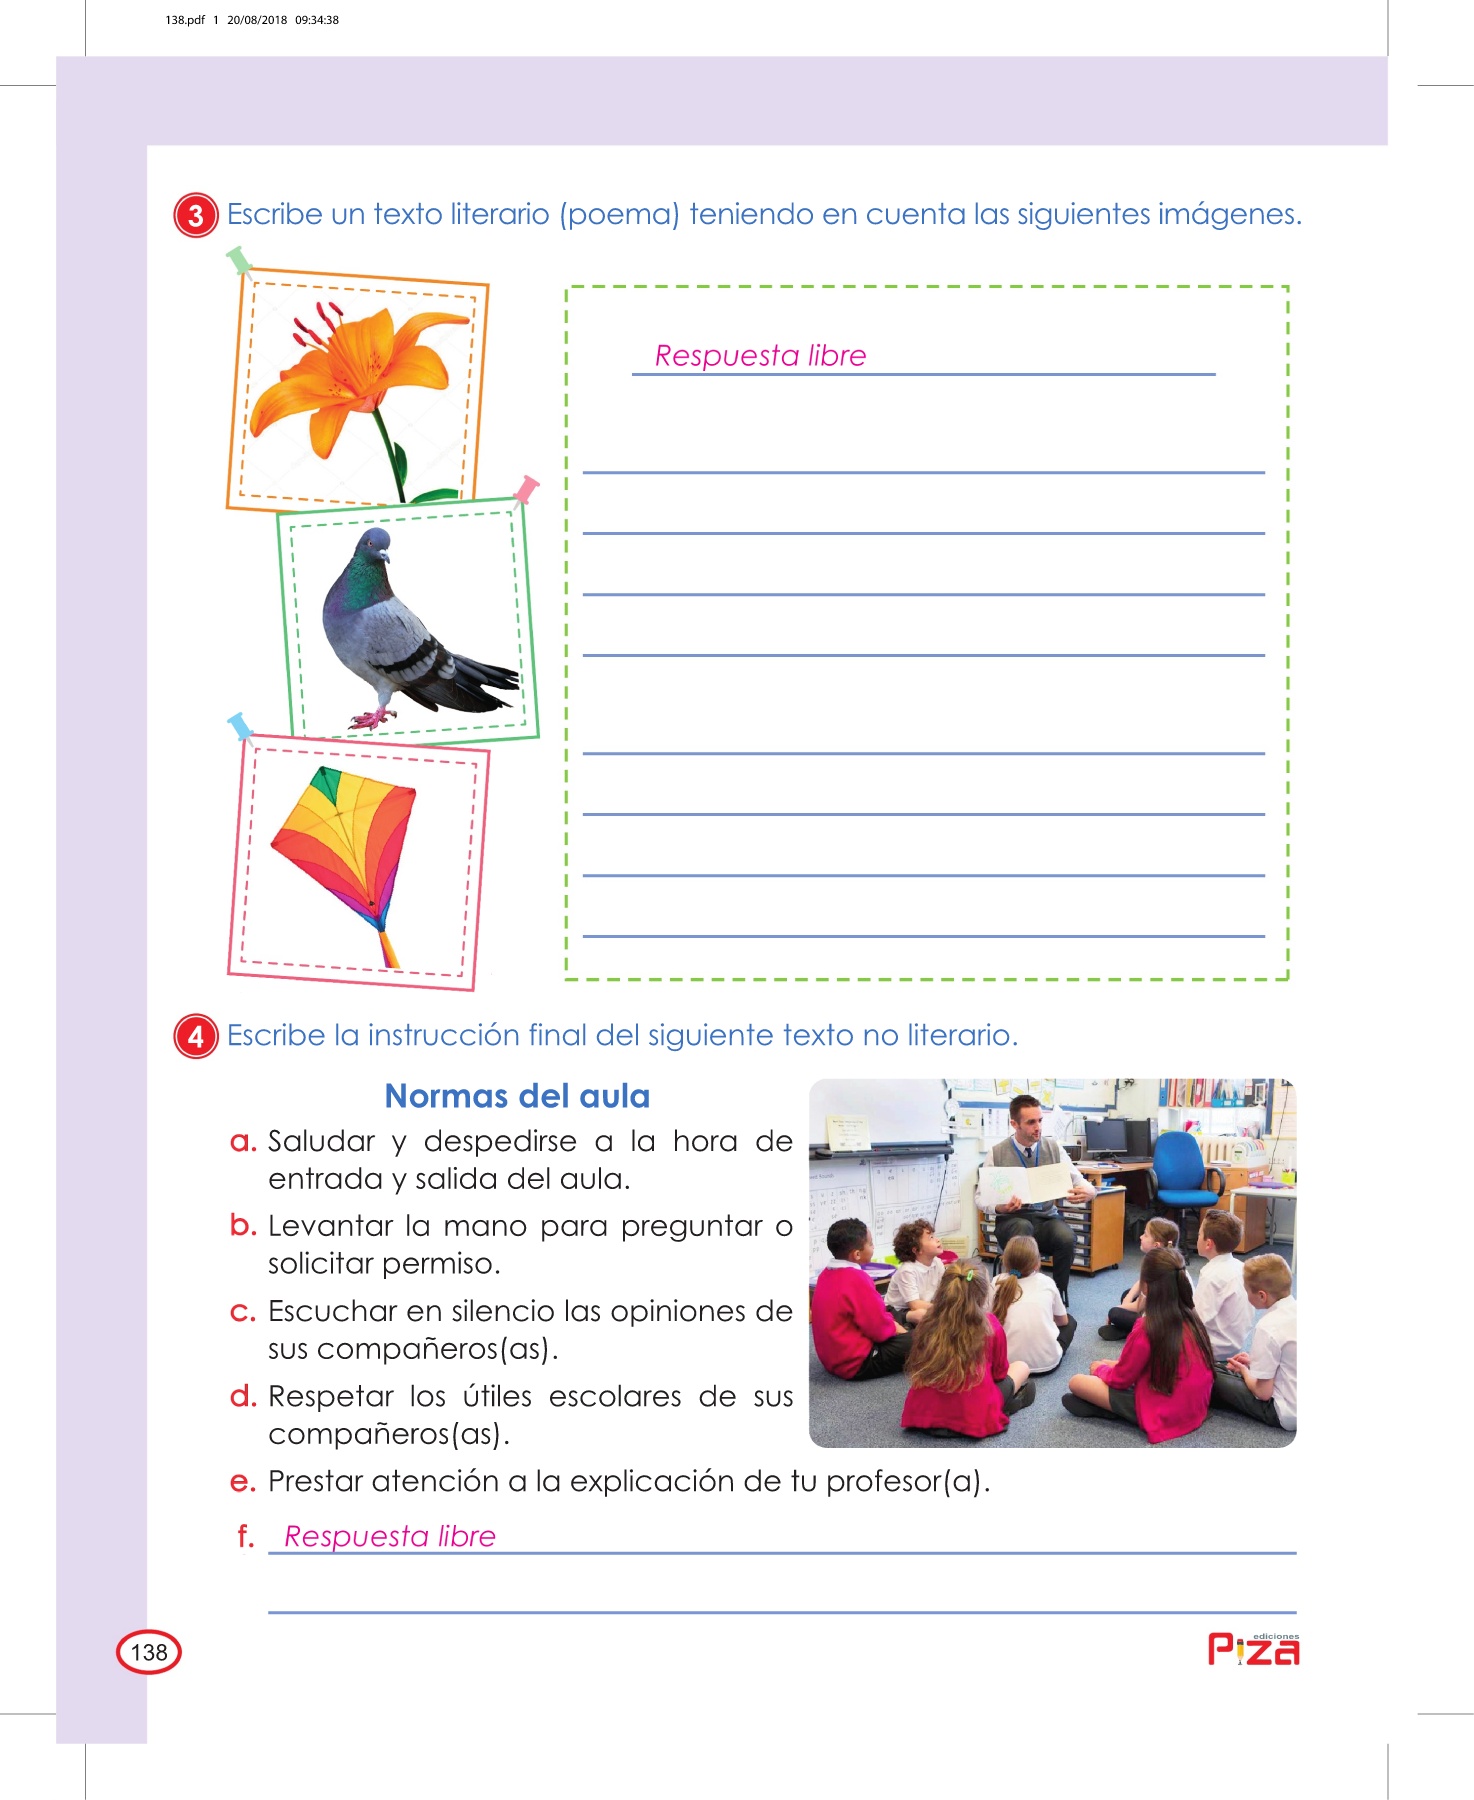 138.pdf 1 20/08/2018 09:34:38
3 Escribe un texto literario (poema) teniendo en cuenta las siguientes imágenes.
Respuesta libre
4 Escribe la instrucción final del siguiente texto no literario.
Normas del aula
a. Saludar y despedirse a la hora de
entrada y salida del aula.
b. Levantar la mano para preguntar o
solicitar permiso.
c. Escuchar en silencio las opiniones de
sus compañeros(as).
d. Respetar los útiles escolares de sus
compañeros(as).
e. Prestar atención a la explicación de tu profesor(a).
f. Respuesta libre
138
ediciones
Piza